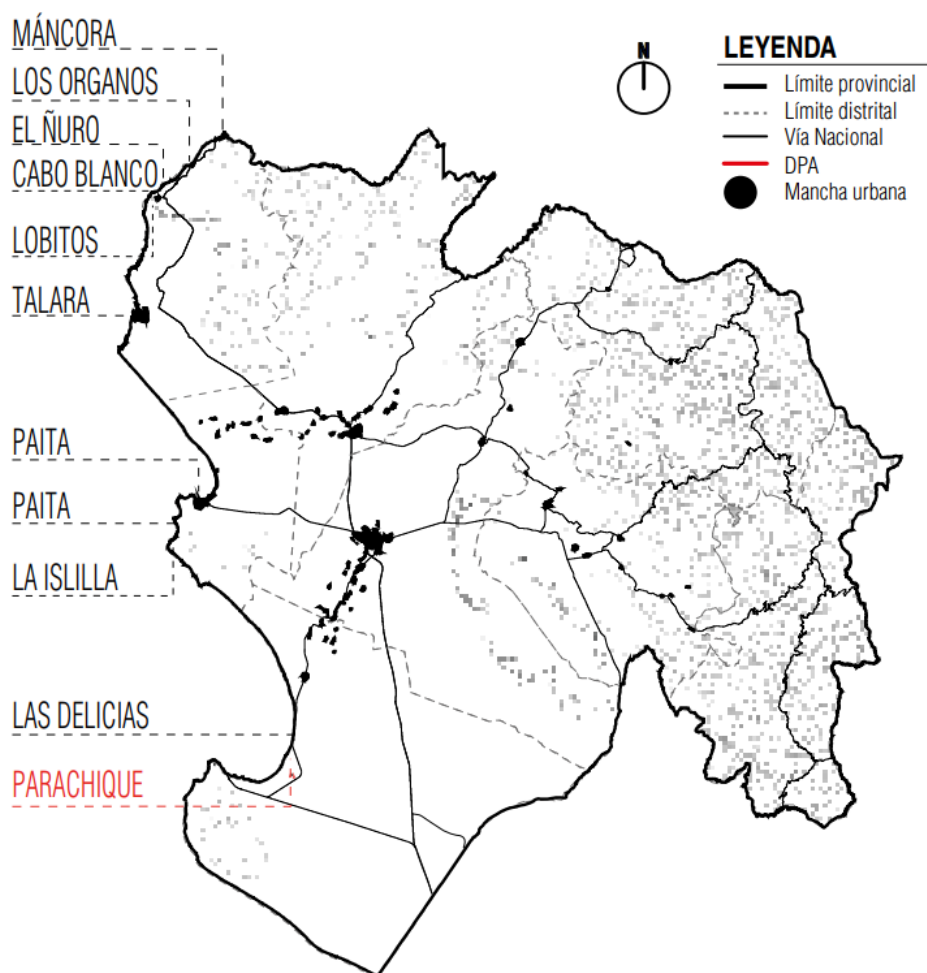 MÁNCORA
LOS ORGANOS
EL ÑURO
CABO BLANCO
LOBITOS
TALARA
PAITA
PAITA
LA ISLILLA
LAS DELICIAS
PARACHIQUE
N
LEYENDA
Límite provincial
Límite distrital
Vía Nacional
DPA
Mancha urbana